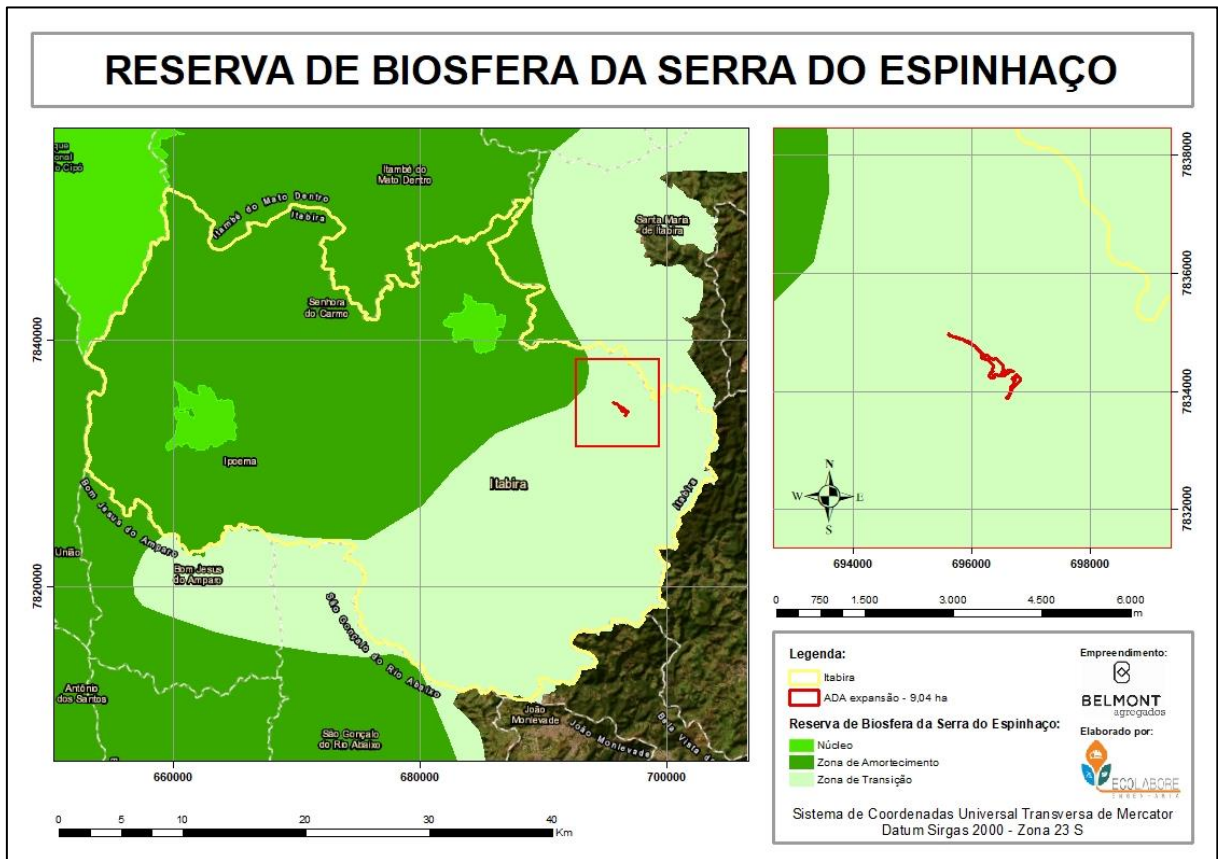 RESERVA DE BIOSFERA DA SERRA DO ESPINHAÇO
que
onal
o Cipó
Itambé do
Mato Dentro
Itambé do Mato Dentro
Itabira
Santa Maria
de Itabira
Senhora
do Carmo
Ipoema
Itabira
Itabira
Bom Jesus do Amparo
União
Bom Jesus
do Amparo
São Gonçalo do Rio Abaixo
Antônio
dos Santos
São Gonçalo
do Rio Abaixo
João
Monlevade
João Monlevade
Bela Vista d
7840000
7820000
660000
680000
700000
0
5
10
20
30
40
Km
7838000
7836000
7834000
7832000
N
W
E
S
694000
696000
698000
0
750
1.500
3.000
4.500
6.000
m
Legenda:
Itabira
ADA expansão - 9,04 ha
Reserva de Biosfera da Serra do Espinhaço:
Núcleo
Zona de Amortecimento
Zona de Transição
Empreendimento:
BELMONT
agregados
Elaborado por:
ECOLABORE
ENGENHARIA
Sistema de Coordenadas Universal Transversa de Mercator
Datum Sirgas 2000 - Zona 23 S